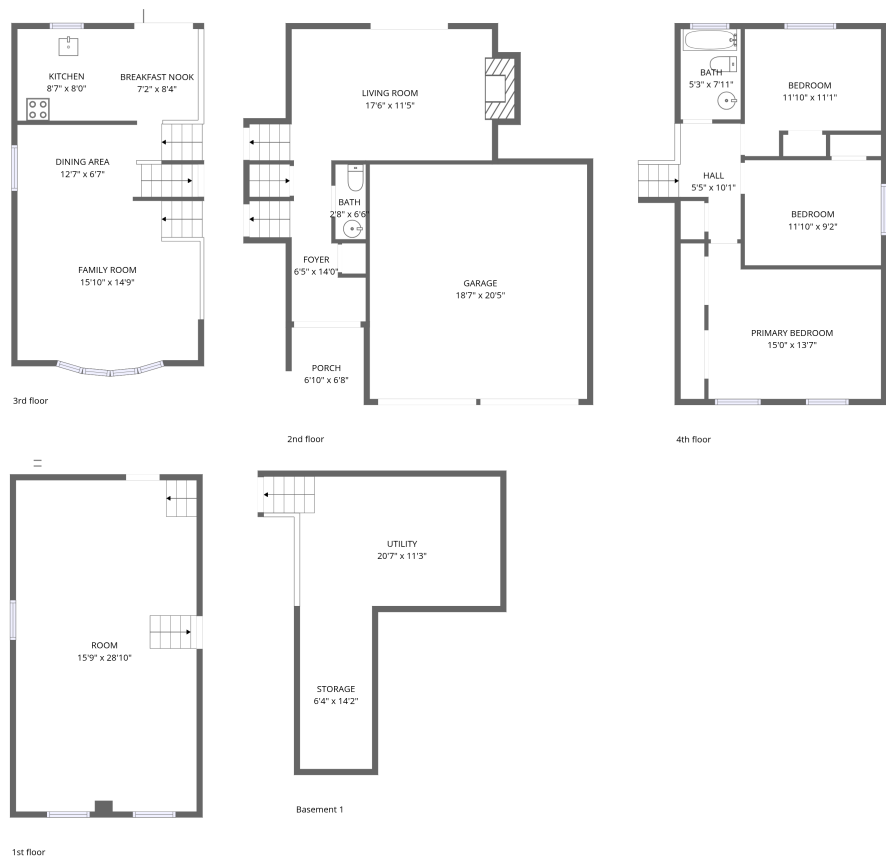 KITCHEN
8'7" x 8'0"
BREAKFAST NOOK
7'2" x 8'4"
DINING AREA
12'7" x 6'7"
FAMILY ROOM
15'10" x 14'9"
3rd floor
LIVING ROOM
17'6" x 11'5"
BATH
2'8" x 6'6"
FOYER
6'5" x 14'0"
GARAGE
18'7" x 20'5"
PORCH
6'10" x 6'8"
2nd floor
BATH
5'3" x 7'11"
BEDROOM
11'10" x 11'1"
HALL
5'5" x 10'1"
BEDROOM
11'10" x 9'2"
PRIMARY BEDROOM
15'0" x 13'7"
4th floor
ROOM
15'9" x 28'10"
1st floor
UTILITY
20'7" x 11'3"
STORAGE
6'4" x 14'2"
Basement 1